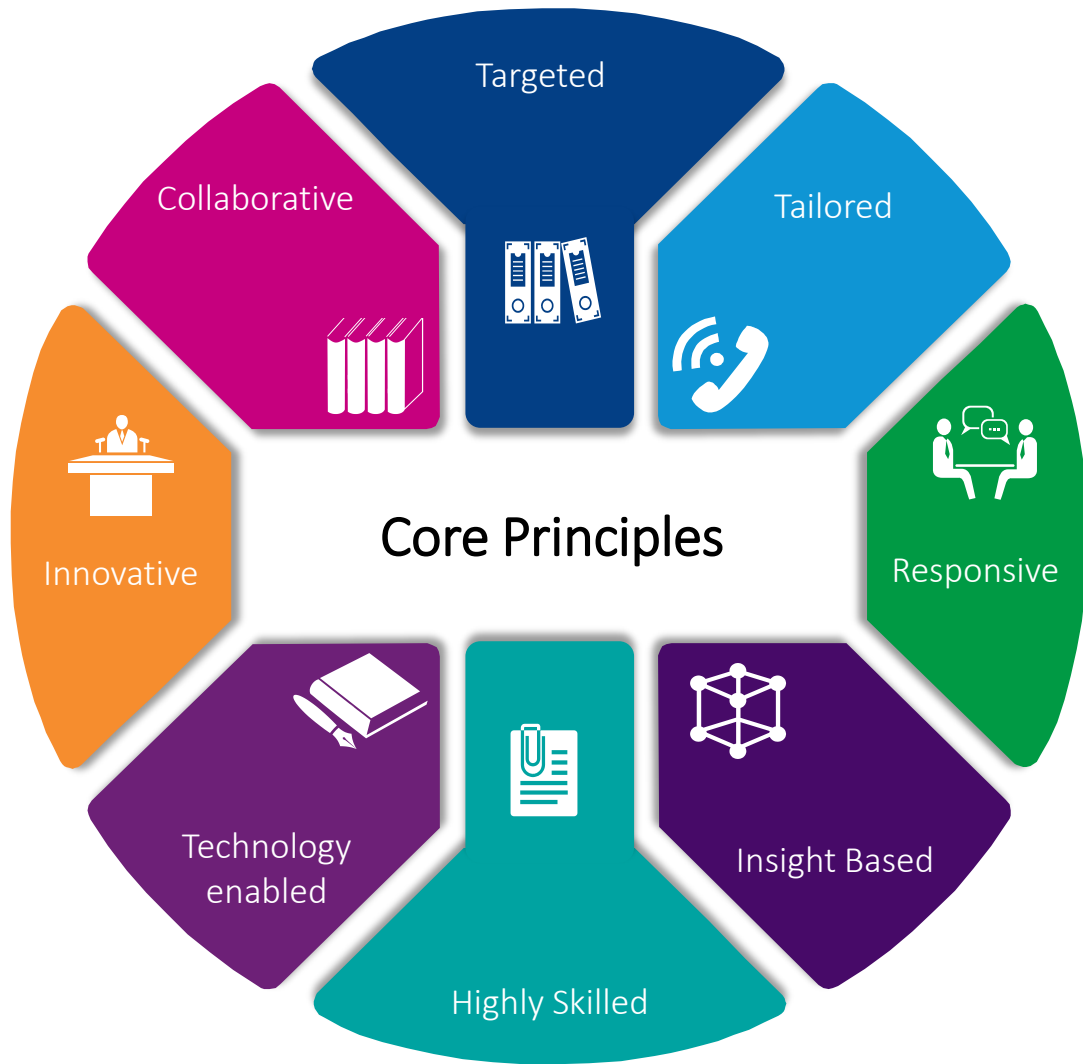 Targeted
Collaborative
Tailored
Core Principles
Innovative
Responsive
Technology
enabled
Insight Based
Highly Skilled